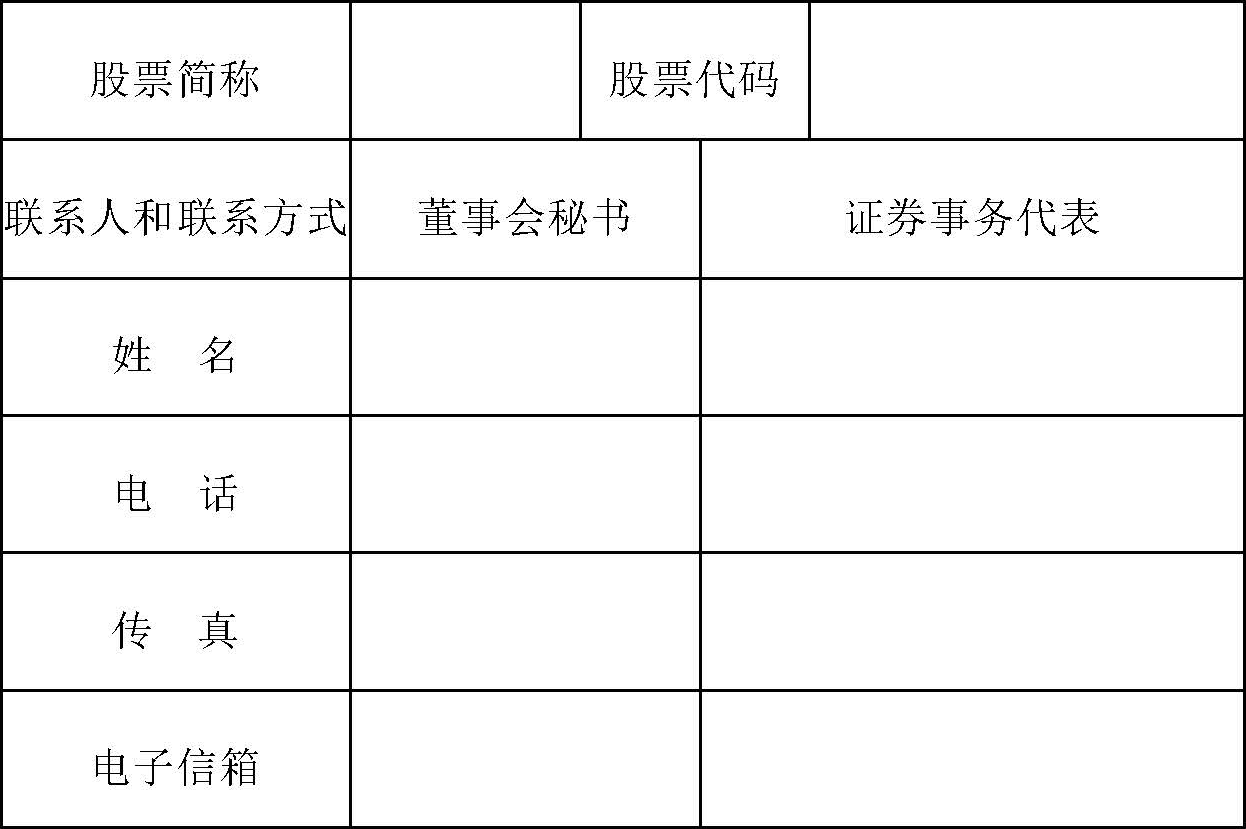 股票简称 股票代码
联系人和联系方式 董事会秘书 证券事务代表
姓 名
电 话
传 真
电子信箱